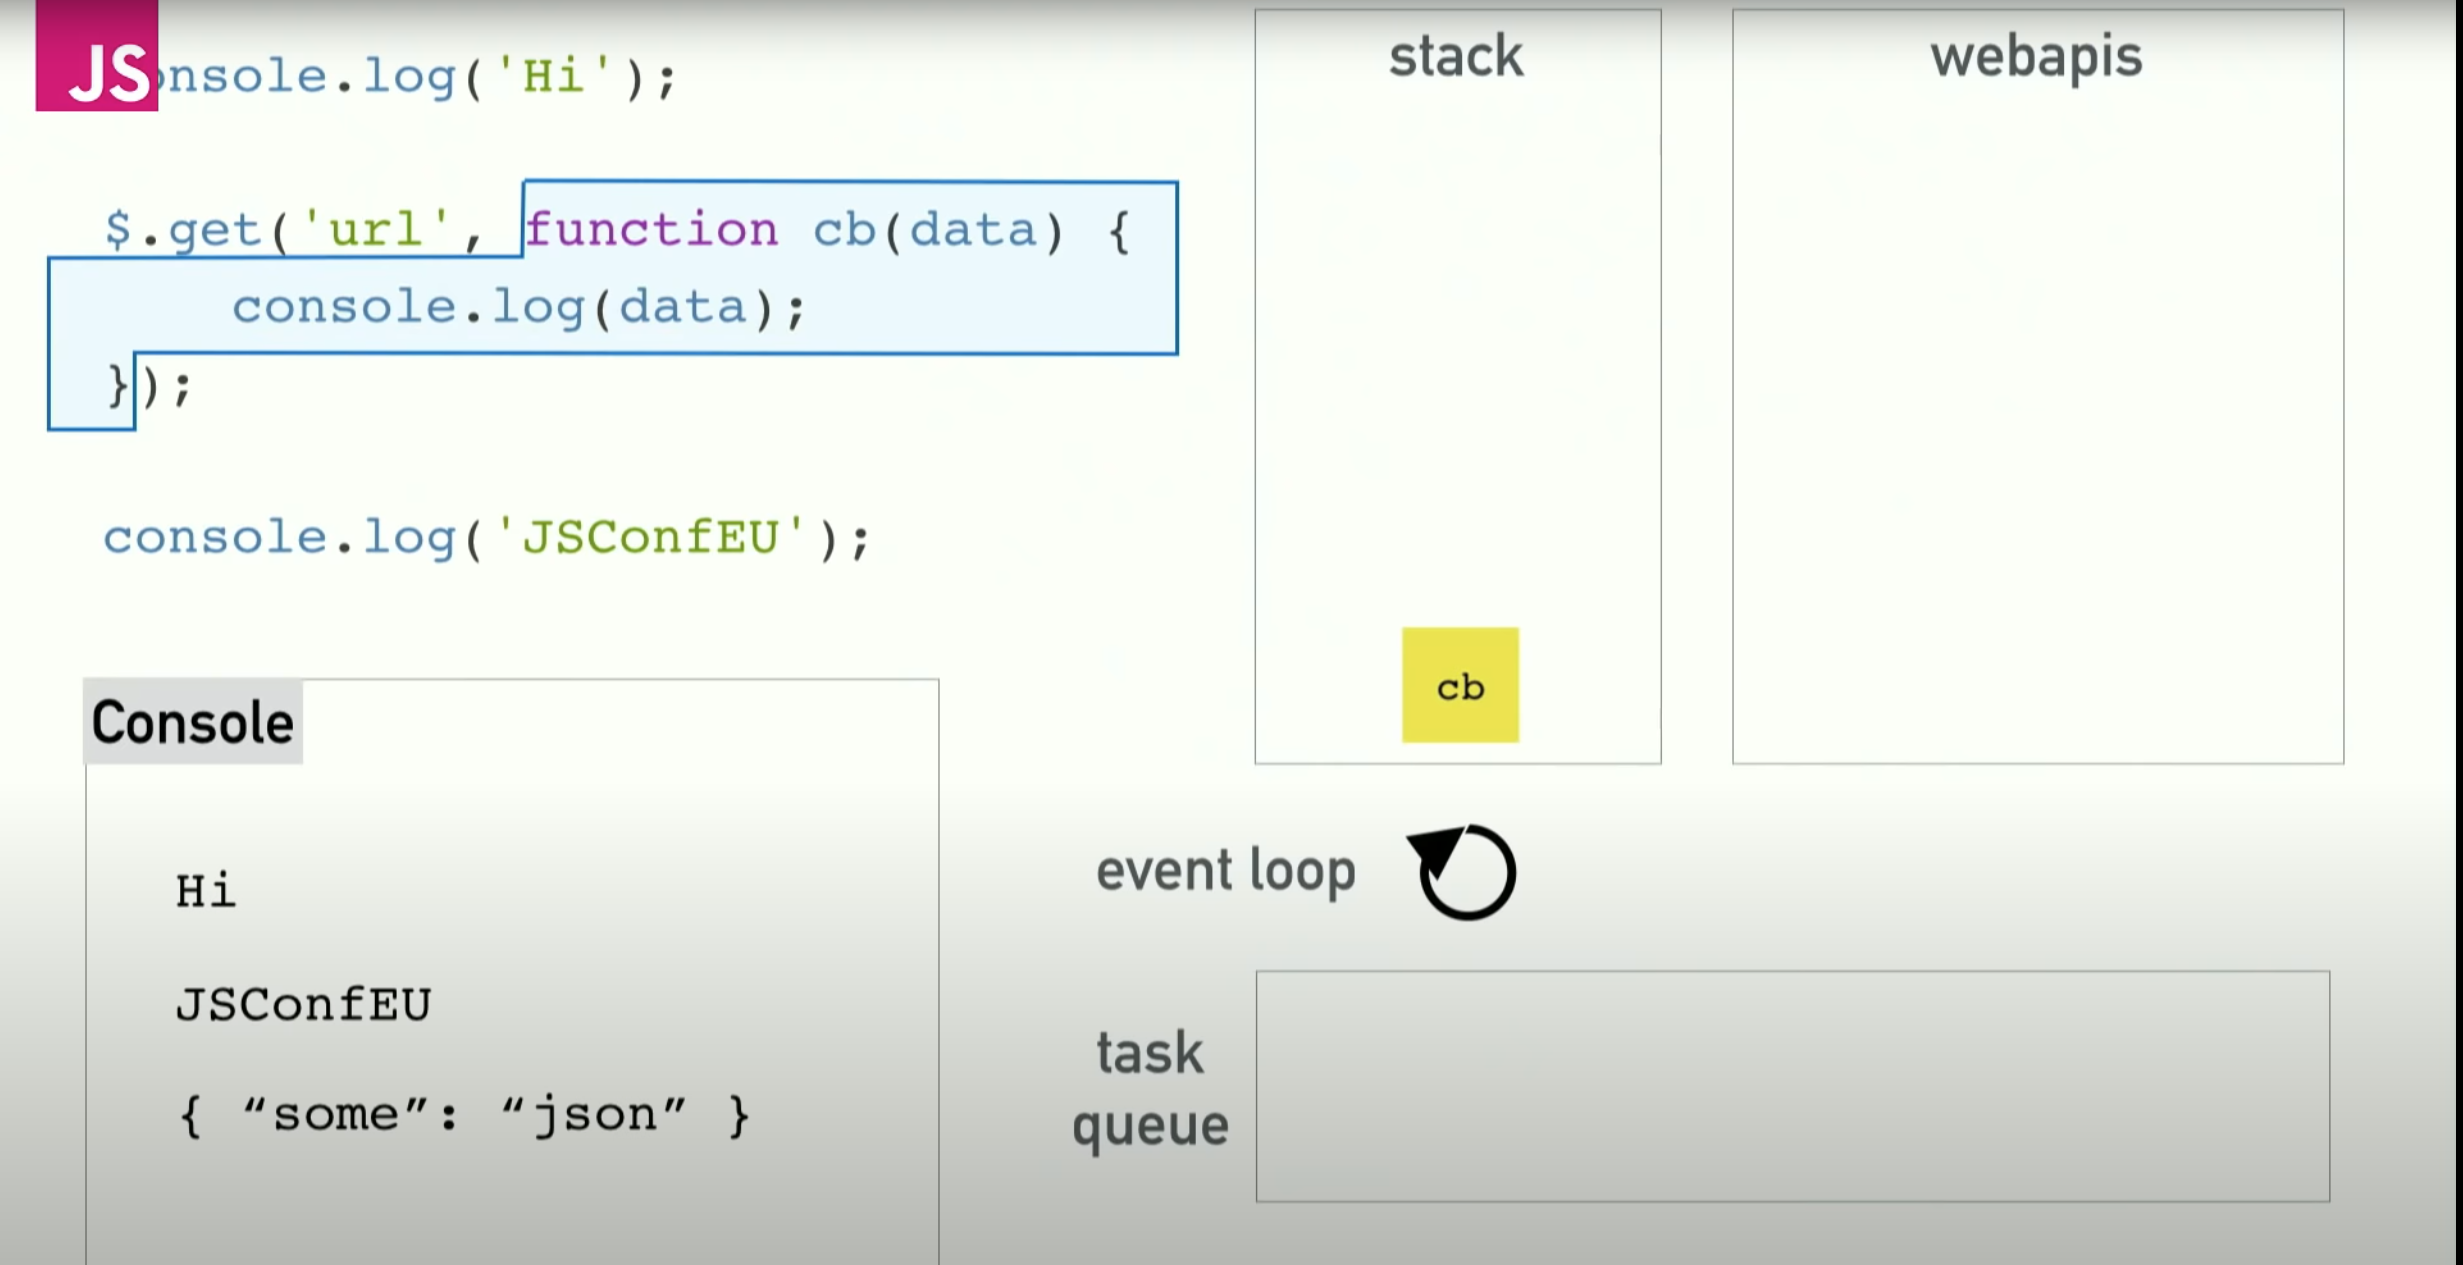 JS
onsole.log('Hi');
$.get('url', function cb(data) {
console.log(data);
});
console.log('JSConfEU');
Console
Hi
JSConfEU
{ “some”: “json” }
stack
cb
webapis
event loop
task
queue